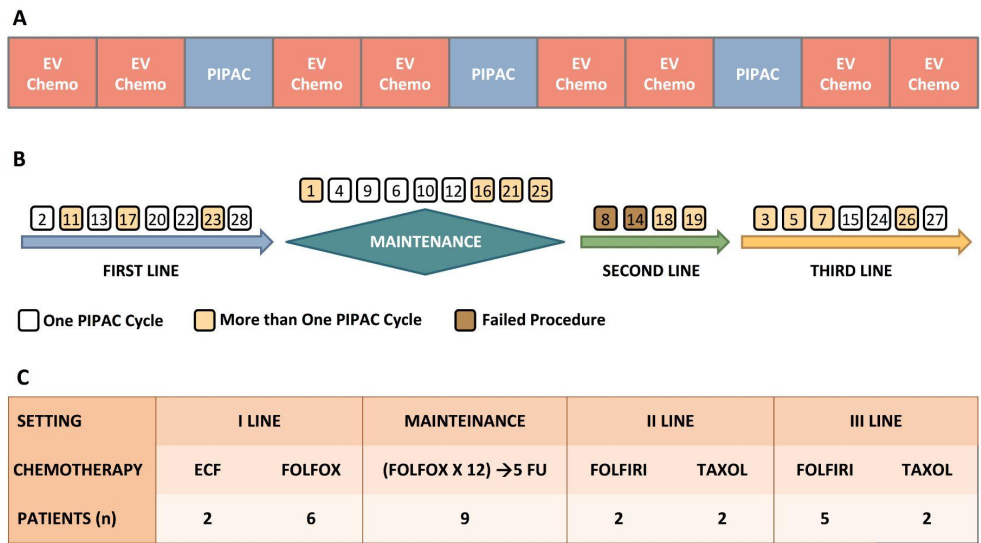 A
EV Chemo EV Chemo PIPAC EV Chemo EV Chemo PIPAC EV Chemo EV Chemo PIPAC EV Chemo EV Chemo
B
1 4 9 6 10 12 16 21 25
2 11 13 17 20 22 23 28
8 14 18 19
3 5 7 15 24 26 27
MAINTENANCE
FIRST LINE
SECOND LINE
THIRD LINE
One PIPAC Cycle
More than One PIPAC Cycle
Failed Procedure
C
SETTING I LINE MAINTEINANCE II LINE III LINE
CHEMOTHERAPY ECF FOLFOX (FOLFOX X 12) →5 FU FOLFIRI TAXOL FOLFIRI TAXOL
PATIENTS (n) 2 6 9 2 2 5 2